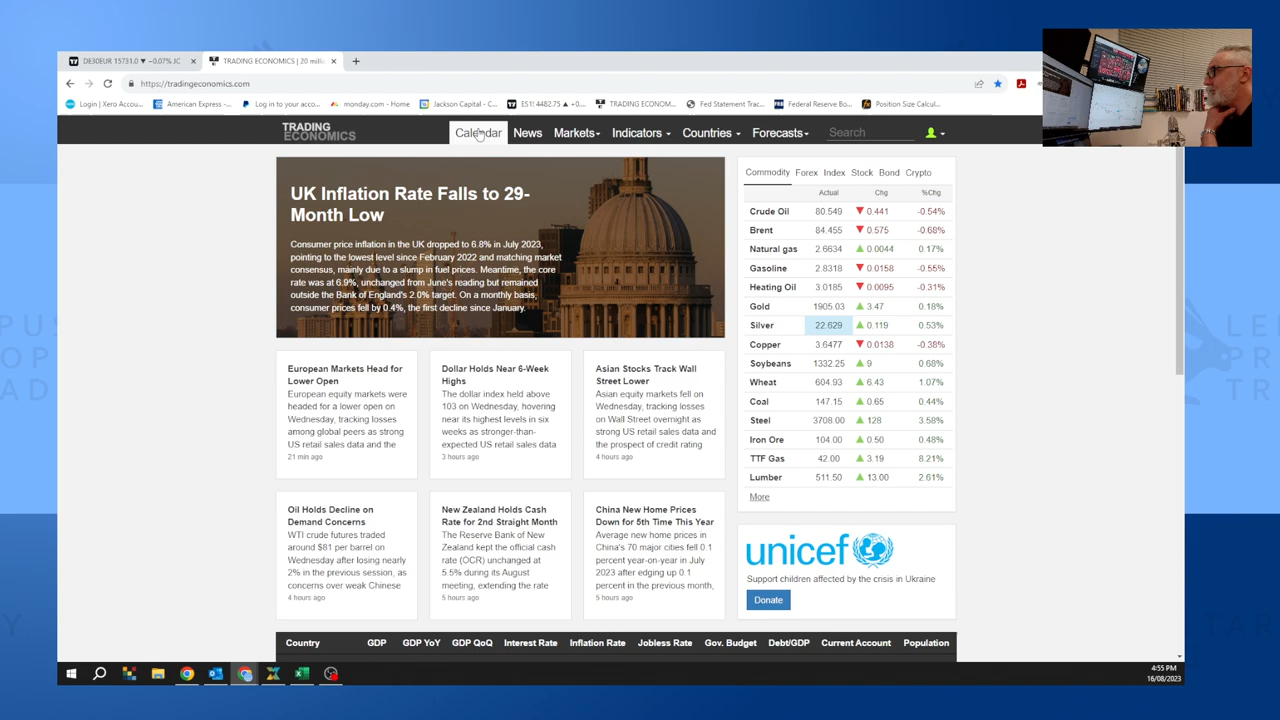 DE30EUR 15731.0 ▼ −0.07% JC
TRADING ECONOMICS | 20 milli
https://tradingeconomics.com
Login | Xero Accou...
American Express -...
Log in to your acco...
monday.com - Home
Jackson Capital - C...
ES1! 4482.75 ▲ +0...
TRADING ECONOM...
Fed Statement Trac...
Federal Reserve Bo...
Position Size Calcul...
TRADING
ECONOMICS
Calendar
News
Markets
Indicators
Countries
Forecasts
Search
UK Inflation Rate Falls to 29-
Month Low
Consumer price inflation in the UK dropped to 6.8% in July 2023,
pointing to the lowest level since February 2022 and matching market
consensus, mainly due to a slump in fuel prices. Meantime, the core
rate was at 6.9%, unchanged from June's reading but remained
outside the Bank of England's 2.0% target. On a monthly basis,
consumer prices fell by 0.4%, the first decline since January.
European Markets Head for
Lower Open
European equity markets were
headed for a lower open on
Wednesday, tracking losses
among global peers as strong
US retail sales data and the
21 min ago
Dollar Holds Near 6-Week
Highs
The dollar index held above
103 on Wednesday, hovering
near its highest levels in six
weeks as stronger-than-
expected US retail sales data
3 hours ago
Asian Stocks Track Wall
Street Lower
Asian equity markets fell on
Wednesday, tracking losses
on Wall Street overnight as
strong US retail sales data and
the prospect of credit rating
4 hours ago
Oil Holds Decline on
Demand Concerns
WTI crude futures traded
around $81 per barrel on
Wednesday after losing nearly
2% in the previous session, as
concerns over weak Chinese
4 hours ago
New Zealand Holds Cash
Rate for 2nd Straight Month
The Reserve Bank of New
Zealand kept the official cash
rate (OCR) unchanged at
5.5% during its August
meeting, extending the rate
5 hours ago
China New Home Prices
Down for 5th Time This Year
Average new home prices in
China's 70 major cities fell 0.1
percent year-on-year in July
2023 after edging up 0.1
percent in the previous month,
5 hours ago
Commodity Forex Index Stock Bond Crypto
Actual Chg %Chg
Crude Oil 80.549 ▼ 0.441 -0.54%
Brent 84.455 ▼ 0.575 -0.68%
Natural gas 2.6634 ▲ 0.0044 0.17%
Gasoline 2.8318 ▼ 0.0158 -0.55%
Heating Oil 3.0185 ▼ 0.0095 -0.31%
Gold 1905.03 ▲ 3.47 0.18%
Silver 22.629 ▲ 0.119 0.53%
Copper 3.6477 ▼ 0.0138 -0.38%
Soybeans 1332.25 ▲ 9 0.68%
Wheat 604.93 ▲ 6.43 1.07%
Coal 147.15 ▲ 0.65 0.44%
Steel 3708.00 ▲ 128 3.58%
Iron Ore 104.00 ▲ 0.50 0.48%
TTF Gas 42.00 ▲ 3.19 8.21%
Lumber 511.50 ▲ 13.00 2.61%
More
unicef
Support children affected by the crisis in Ukraine
Donate
Country GDP GDP YoY GDP QoQ Interest Rate Inflation Rate Jobless Rate Gov. Budget Debt/GDP Current Account Population
4:55 PM
16/08/2023